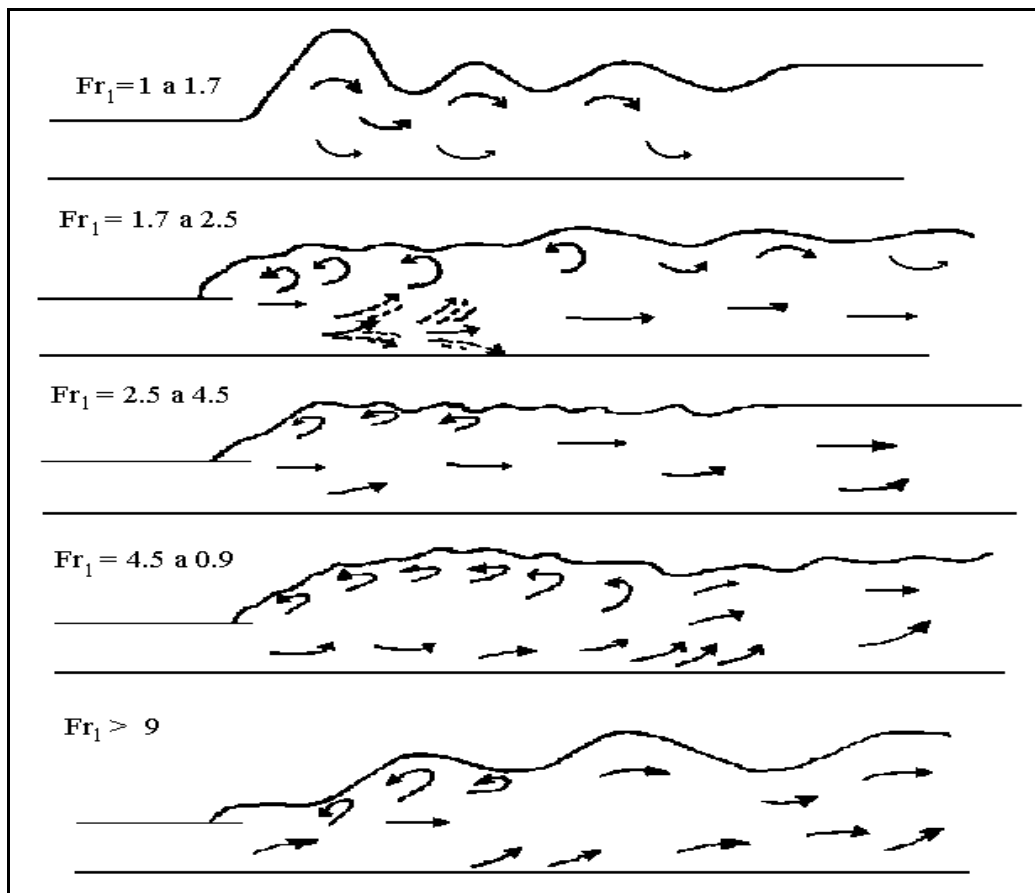 Fr₁=1 a 1.7
Fr₁= 1.7 a 2.5
Fr₁= 2.5 a 4.5
Fr₁= 4.5 a 0.9
Fr₁ > 9